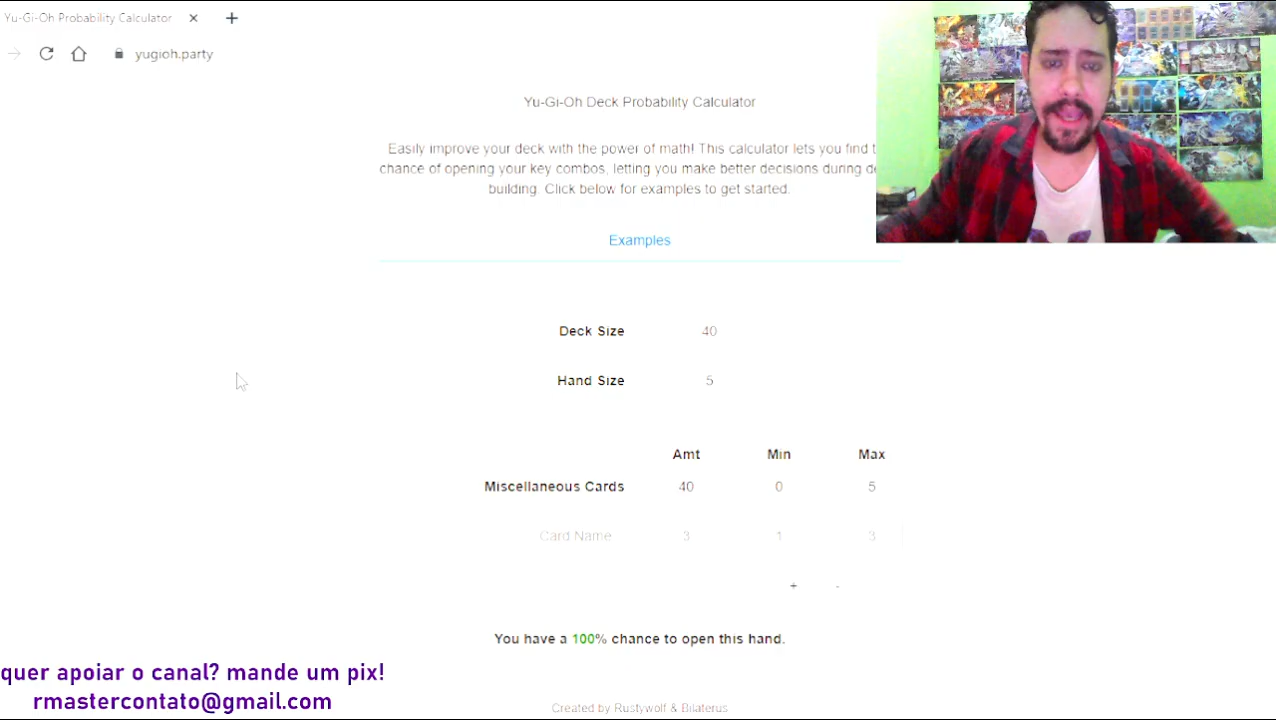 Yu-Gi-Oh Probability Calculator
yugioh.party
Yu-Gi-Oh Deck Probability Calculator
Easily improve your deck with the power of math! This calculator lets you find
chance of opening your key combos, letting you make better decisions during
building. Click below for examples to get started.
Examples
Deck Size 40
Hand Size 5
Amt Min Max
Miscellaneous Cards 40 0 5
Card Name 3 1 3
+ -
You have a 100% chance to open this hand.
quer apoiar o canal? mande um pix!
rmastercontato@gmail.com
Created by Rustywolf & Bilaterus